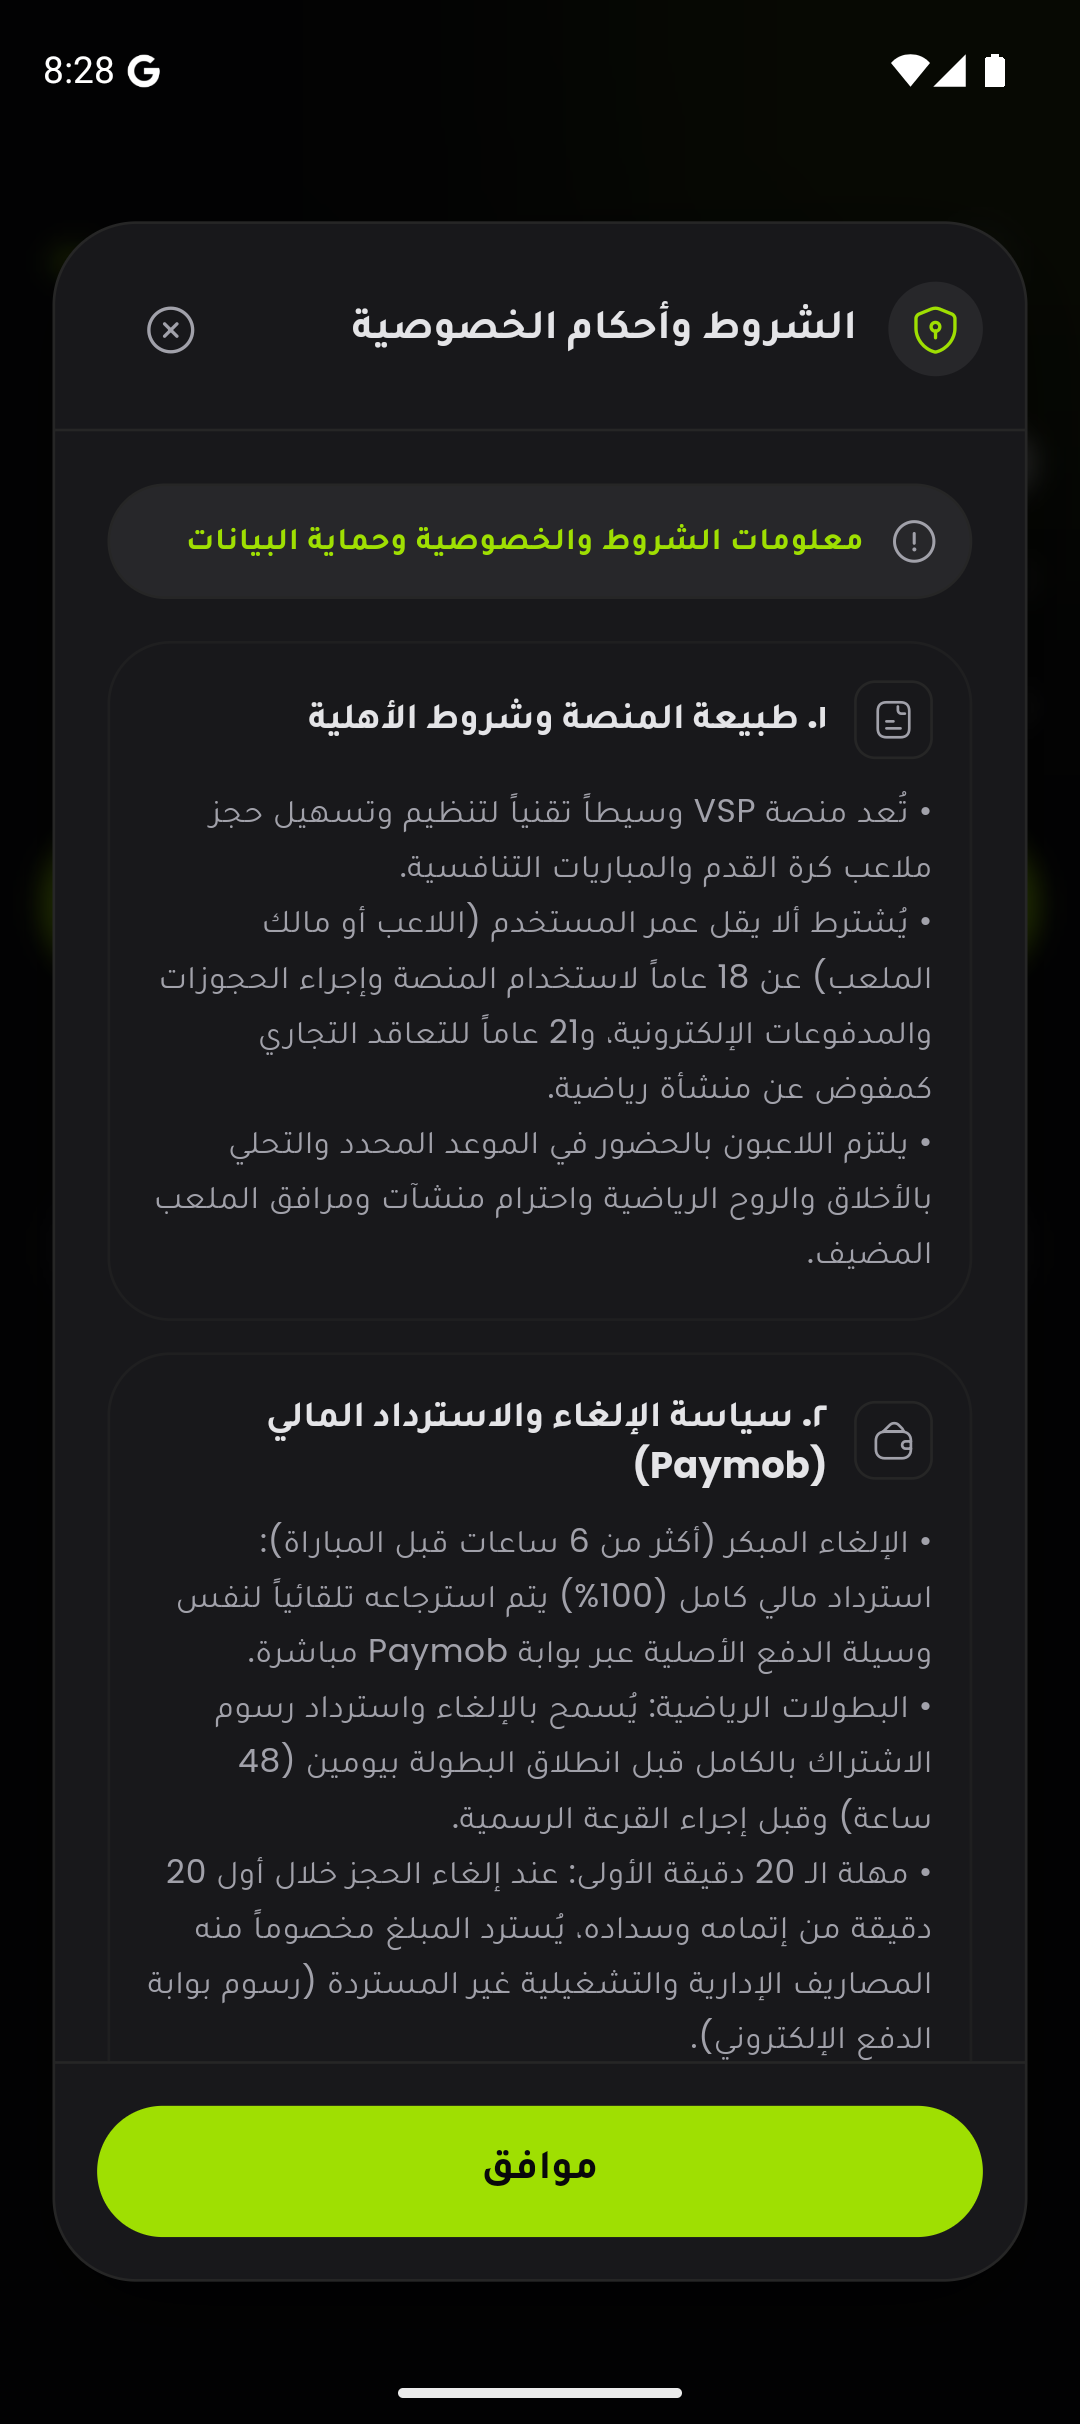 8:28
الشروط وأحكام الخصوصية
معلومات الشروط والخصوصية وحماية البيانات
١. طبيعة المنصة وشروط الأهلية
• تُعد منصة VSP وسيطاً تقنياً لتنظيم وتسهيل حجز
ملاعب كرة القدم والمباريات التنافسية.
• يُشترط ألا يقل عمر المستخدم (اللاعب أو مالك
الملعب) عن 18 عاماً لاستخدام المنصة وإجراء الحجوزات
والمدفوعات الإلكترونية، و21 عاماً للتعاقد التجاري
كمفوض عن منشأة رياضية.
• يلتزم اللاعبون بالحضور في الموعد المحدد والتحلي
بالأخلاق والروح الرياضية واحترام منشآت ومرافق الملعب
المضيف.
٢. سياسة الإلغاء والاسترداد المالي
(Paymob)
• الإلغاء المبكر (أكثر من 6 ساعات قبل المباراة):
استرداد مالي كامل (100%) يتم استرجاعه تلقائياً لنفس
وسيلة الدفع الأصلية عبر بوابة Paymob مباشرة.
• البطولات الرياضية: يُسمح بالإلغاء واسترداد رسوم
الاشتراك بالكامل قبل انطلاق البطولة بيومين (48
ساعة) وقبل إجراء القرعة الرسمية.
• مهلة الـ 20 دقيقة الأولى: عند إلغاء الحجز خلال أول 20
دقيقة من إتمامه وسداده، يُسترد المبلغ مخصوماً منه
المصاريف الإدارية والتشغيلية غير المستردة (رسوم بوابة
الدفع الإلكتروني).
موافق